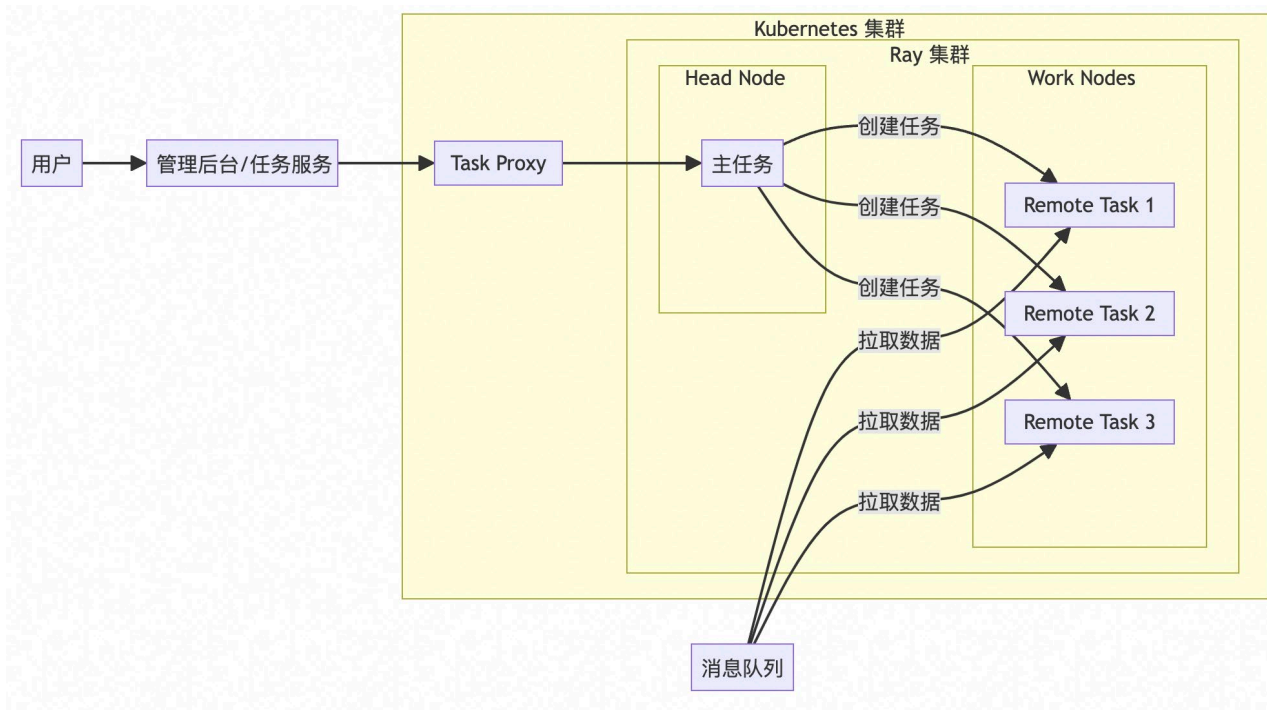 Kubernetes 集群
Ray 集群
Head Node
Work Nodes
用户
管理后台/任务服务
Task Proxy
主任务
创建任务
创建任务
创建任务
拉取数据
拉取数据
拉取数据
Remote Task 1
Remote Task 2
Remote Task 3
消息队列